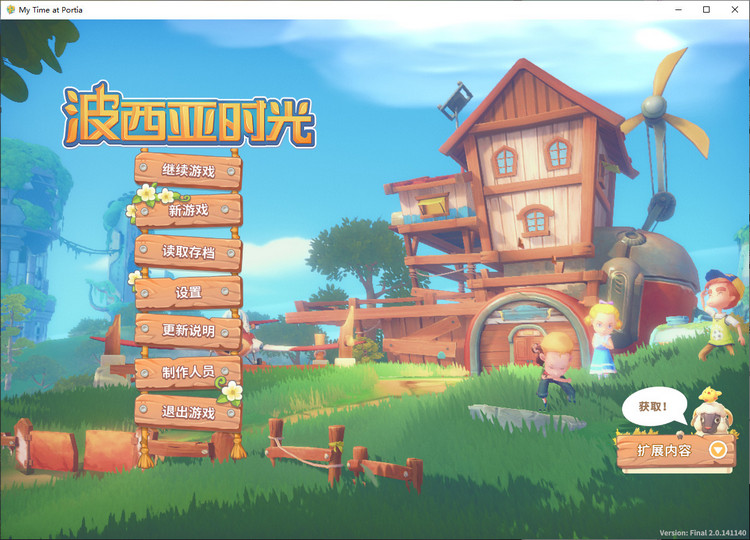 My Time at Portia
波西亚时光
继续游戏
新游戏
读取存档
设置
更新说明
制作人员
退出游戏
获取!
扩展内容
Version: Final 2.0.141140